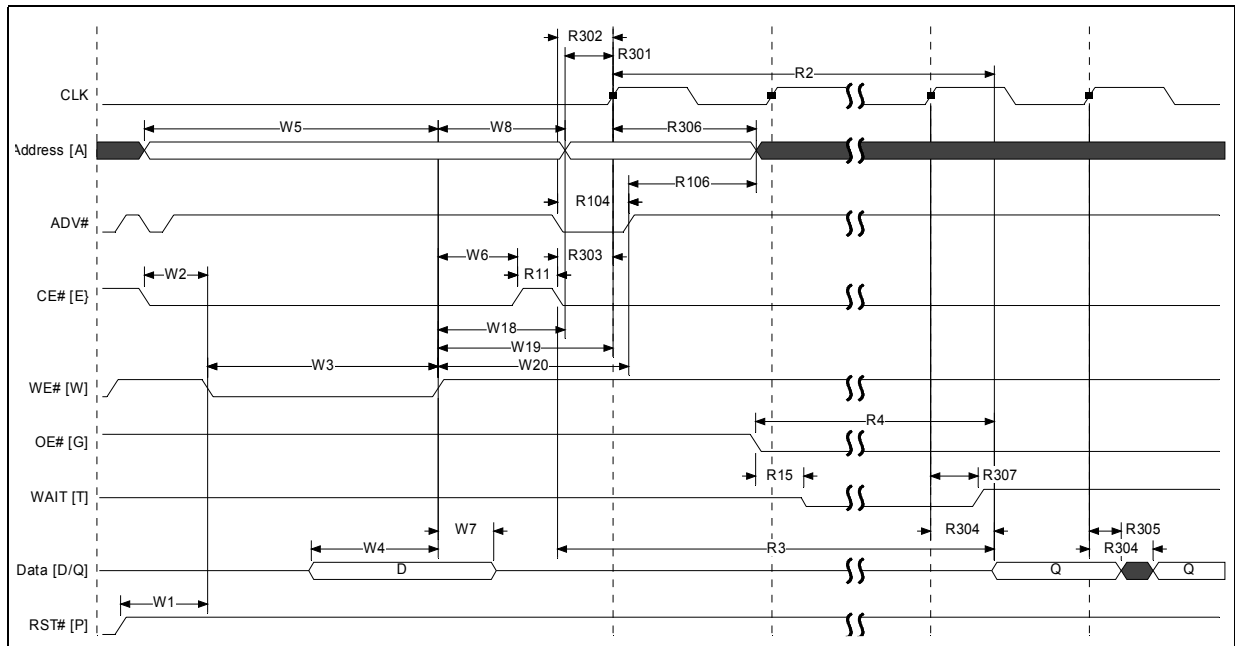 R302
R301
R2
CLK
W5
W8
R306
Address [A]
R106
R104
ADV#
W6
R303
W2
R11
CE# [E}
W18
W19
W3
W20
WE# [W]
R4
OE# [G]
R15
R307
WAIT [T]
W7
R304
R305
W4
R3
R304
Data [D/Q]
D
Q
Q
W1
RST# [P]